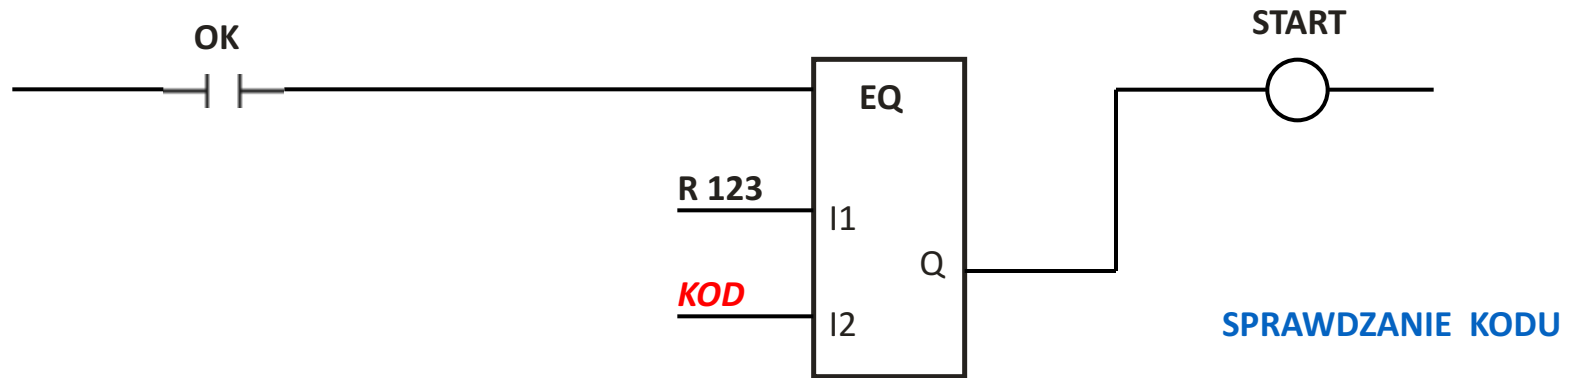 OK
START
EQ
R 123
I1
Q
KOD
I2
SPRAWDZANIE KODU